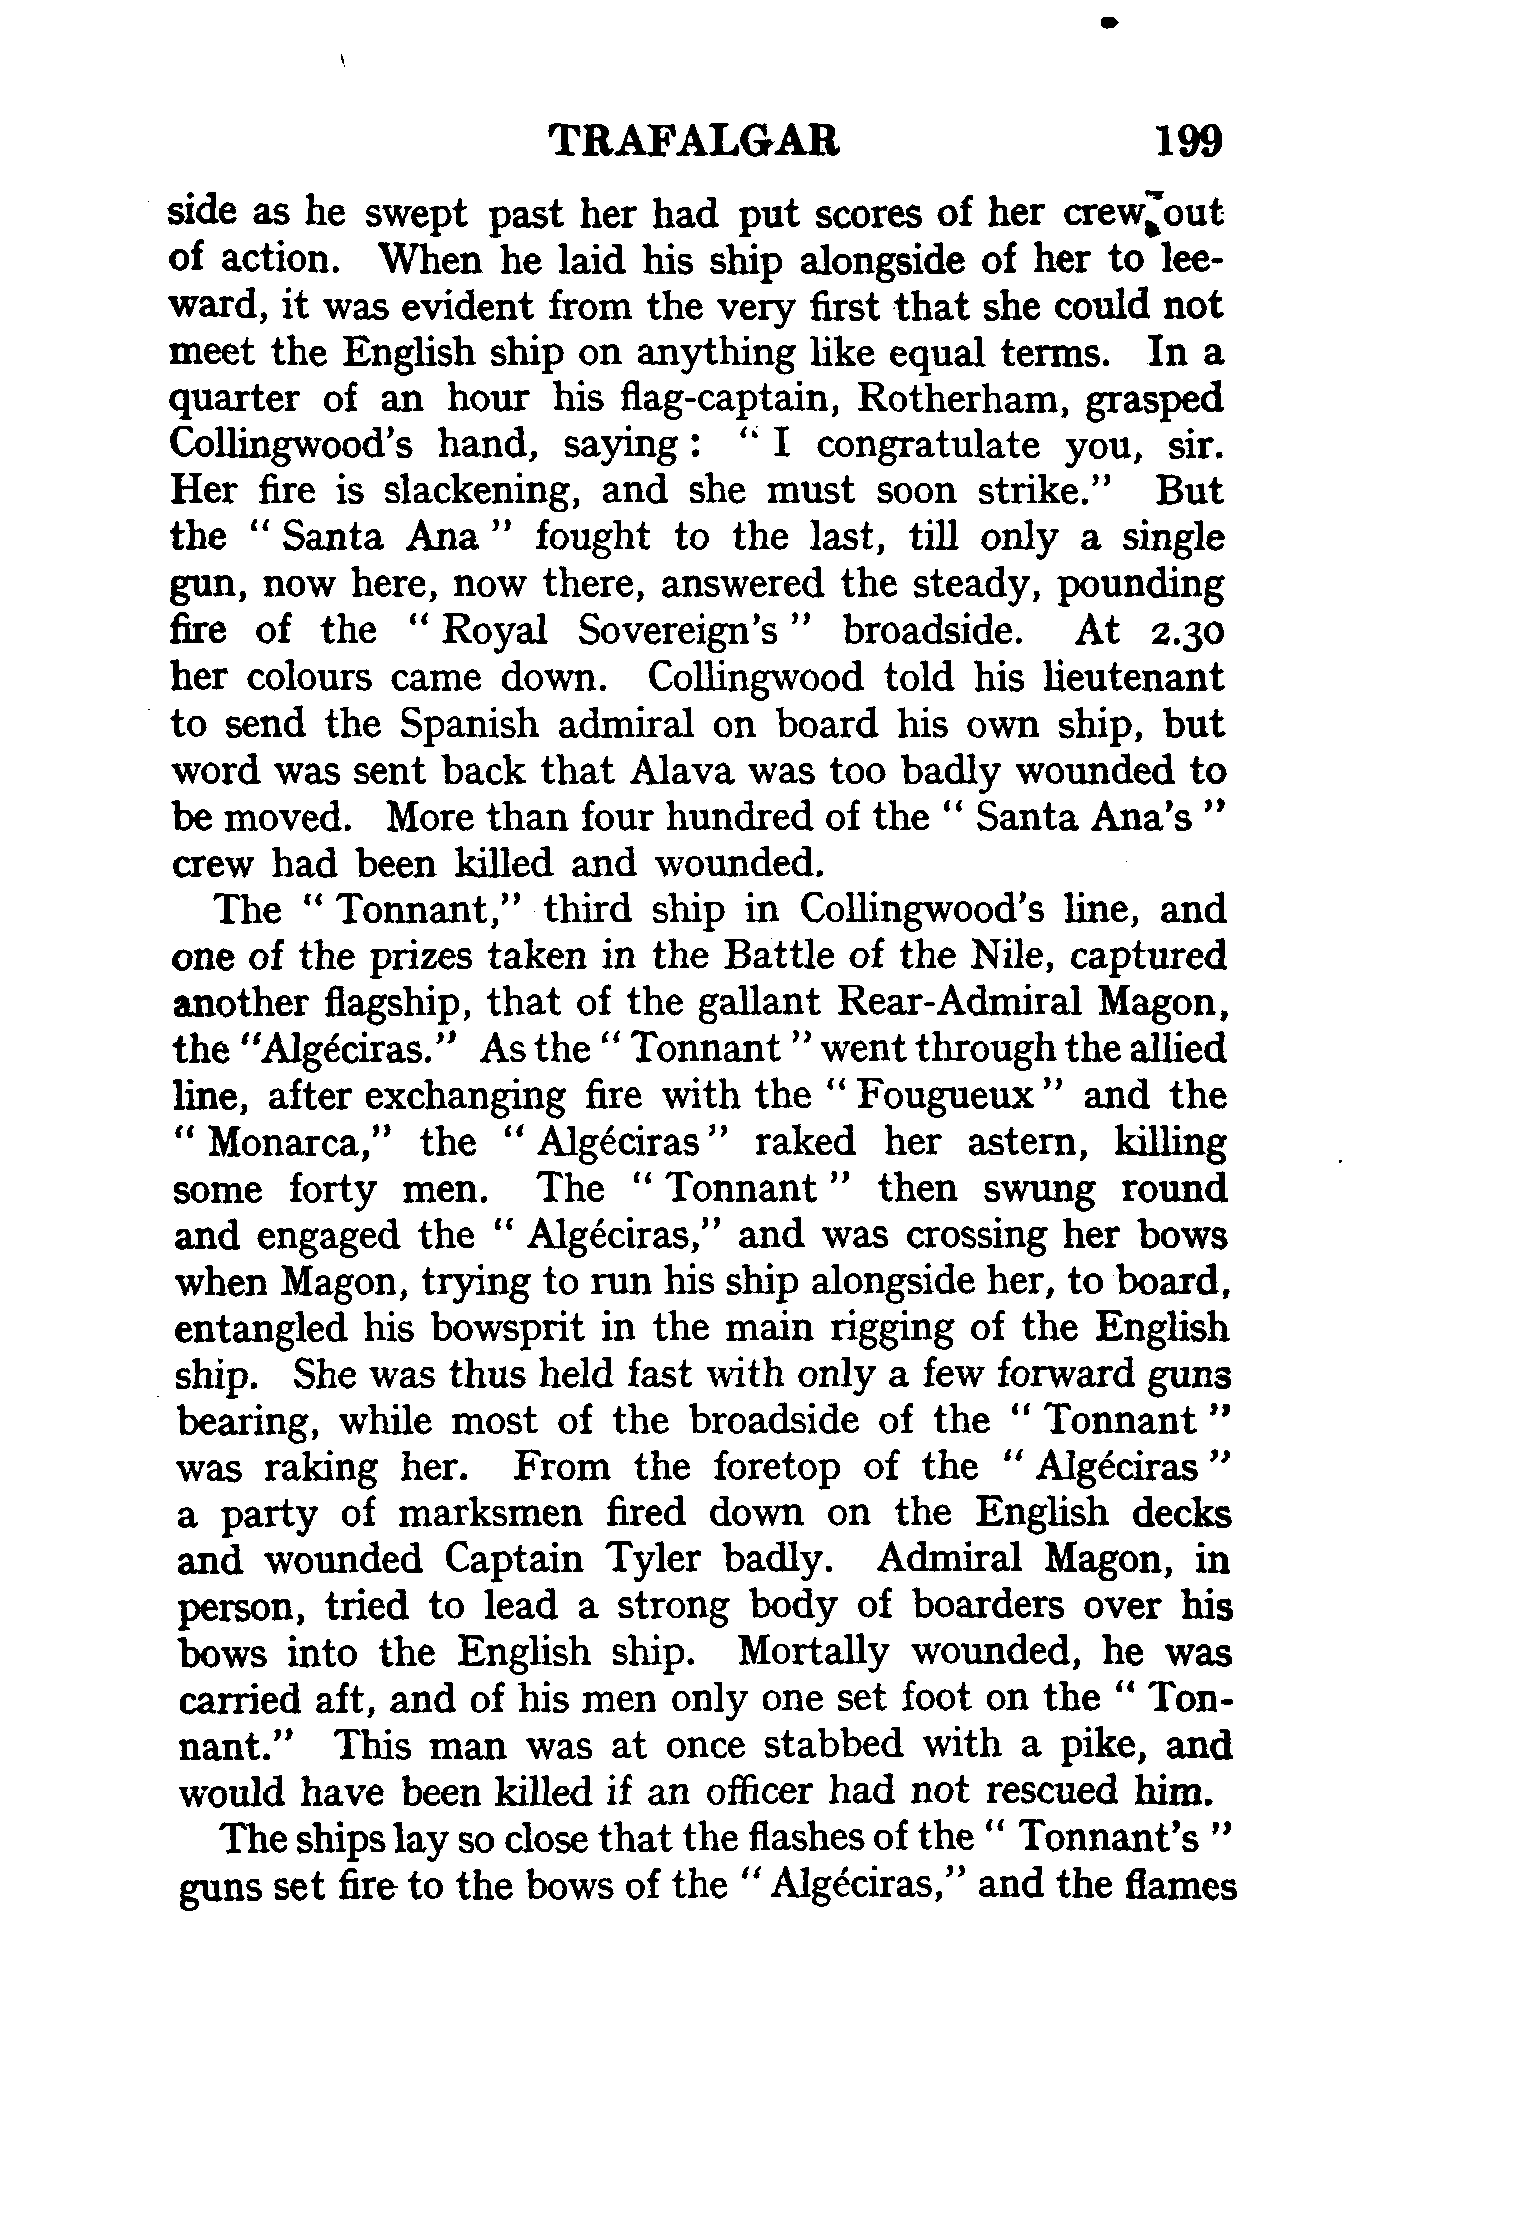 TRAFALGAR 199
side as he swept past her had put scores of her crew out
of action. When he laid his ship alongside of her to lee-
ward, it was evident from the very first that she could not
meet the English ship on anything like equal terms. In a
quarter of an hour his flag-captain, Rotherham, grasped
Collingwood's hand, saying : " I congratulate you, sir.
Her fire is slackening, and she must soon strike." But
the " Santa Ana " fought to the last, till only a single
gun, now here, now there, answered the steady, pounding
fire of the " Royal Sovereign's " broadside. At 2.30
her colours came down. Collingwood told his lieutenant
to send the Spanish admiral on board his own ship, but
word was sent back that Alava was too badly wounded to
be moved. More than four hundred of the " Santa Ana's "
crew had been killed and wounded.
The " Tonnant," third ship in Collingwood's line, and
one of the prizes taken in the Battle of the Nile, captured
another flagship, that of the gallant Rear-Admiral Magon,
the "Algéciras." As the " Tonnant " went through the allied
line, after exchanging fire with the " Fougueux " and the
" Monarca," the " Algéciras " raked her astern, killing
some forty men. The " Tonnant " then swung round
and engaged the " Algéciras," and was crossing her bows
when Magon, trying to run his ship alongside her, to board,
entangled his bowsprit in the main rigging of the English
ship. She was thus held fast with only a few forward guns
bearing, while most of the broadside of the " Tonnant "
was raking her. From the foretop of the " Algéciras "
a party of marksmen fired down on the English decks
and wounded Captain Tyler badly. Admiral Magon, in
person, tried to lead a strong body of boarders over his
bows into the English ship. Mortally wounded, he was
carried aft, and of his men only one set foot on the " Ton-
nant." This man was at once stabbed with a pike, and
would have been killed if an officer had not rescued him.
The ships lay so close that the flashes of the " Tonnant's "
guns set fire to the bows of the " Algéciras," and the flames